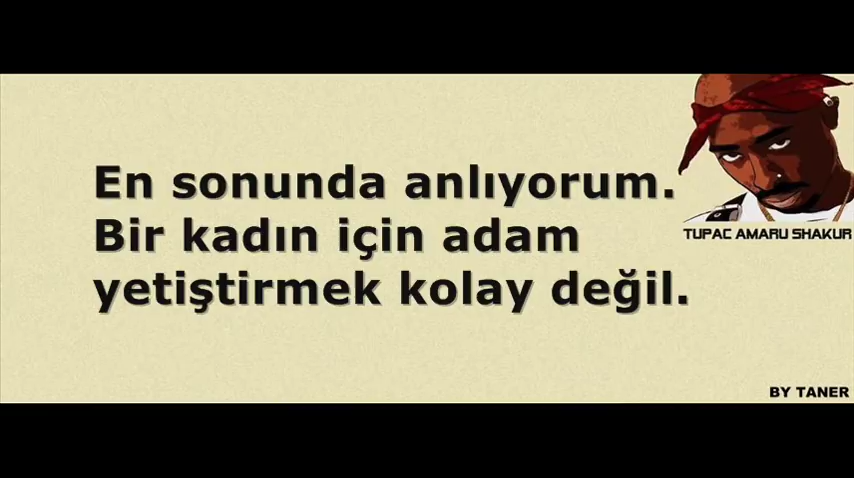 En sonunda anlıyorum.
Bir kadın için adam
yetiştirmek kolay değil.
TUPAC AMARU SHAKUR
BY TANER